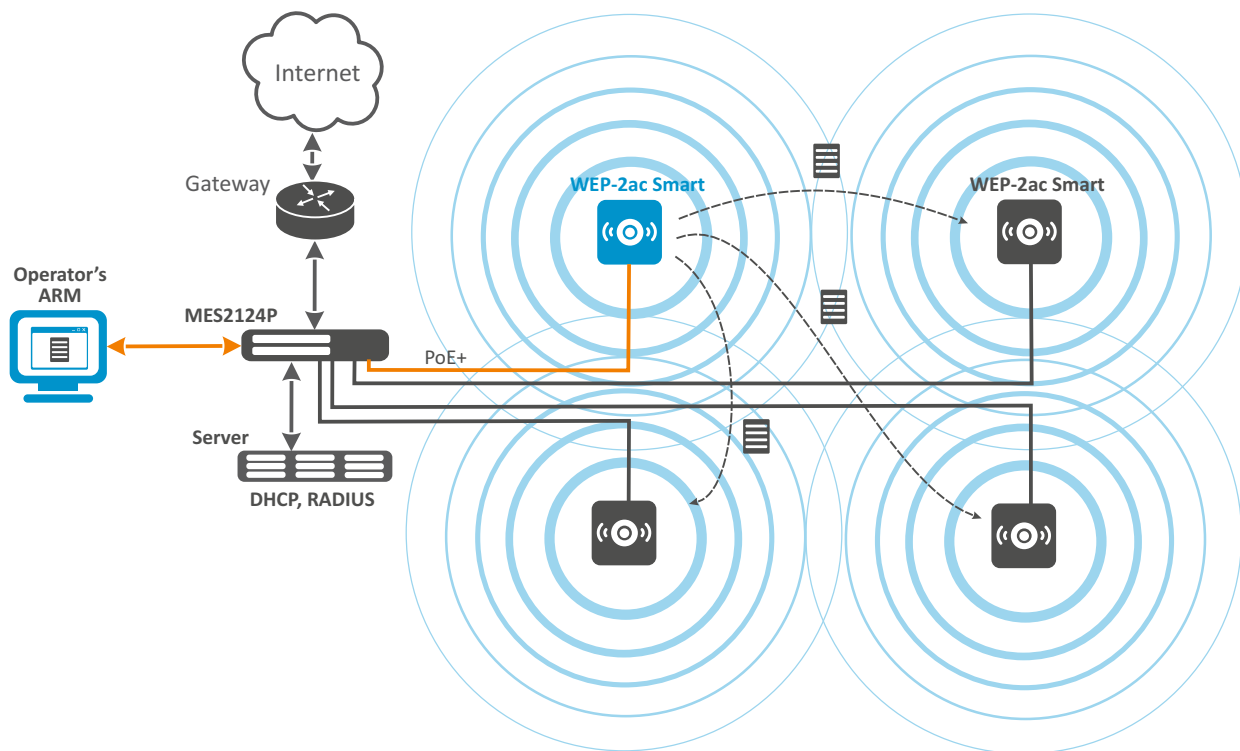 Internet
Gateway
WEP-2ac Smart
WEP-2ac Smart
Operator's
ARM
MES2124P
PoE+
Server
DHCP, RADIUS